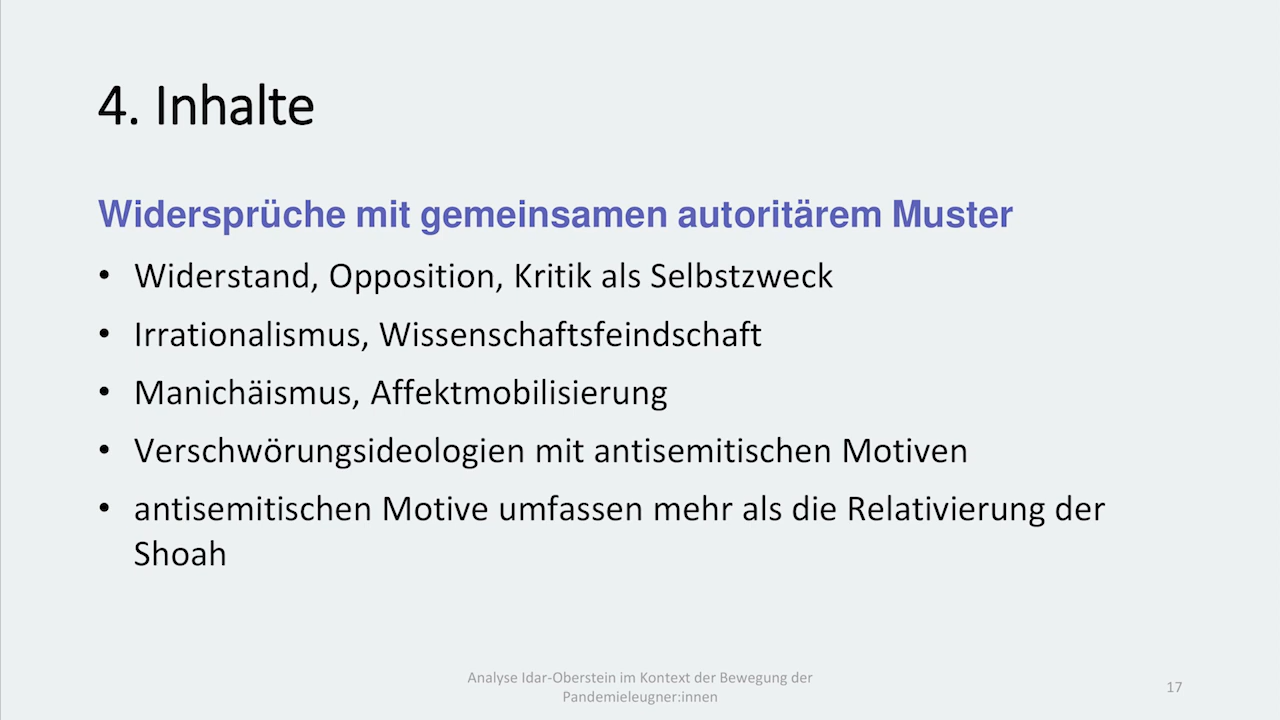 4. Inhalte
Widersprüche mit gemeinsamen autoritärem Muster
• Widerstand, Opposition, Kritik als Selbstzweck
• Irrationalismus, Wissenschaftsfeindschaft
• Manichäismus, Affektmobilisierung
• Verschwörungsideologien mit antisemitischen Motiven
• antisemitischen Motive umfassen mehr als die Relativierung der
Shoah
Analyse Idar-Oberstein im Kontext der Bewegung der
Pandemieleugner:innen
17